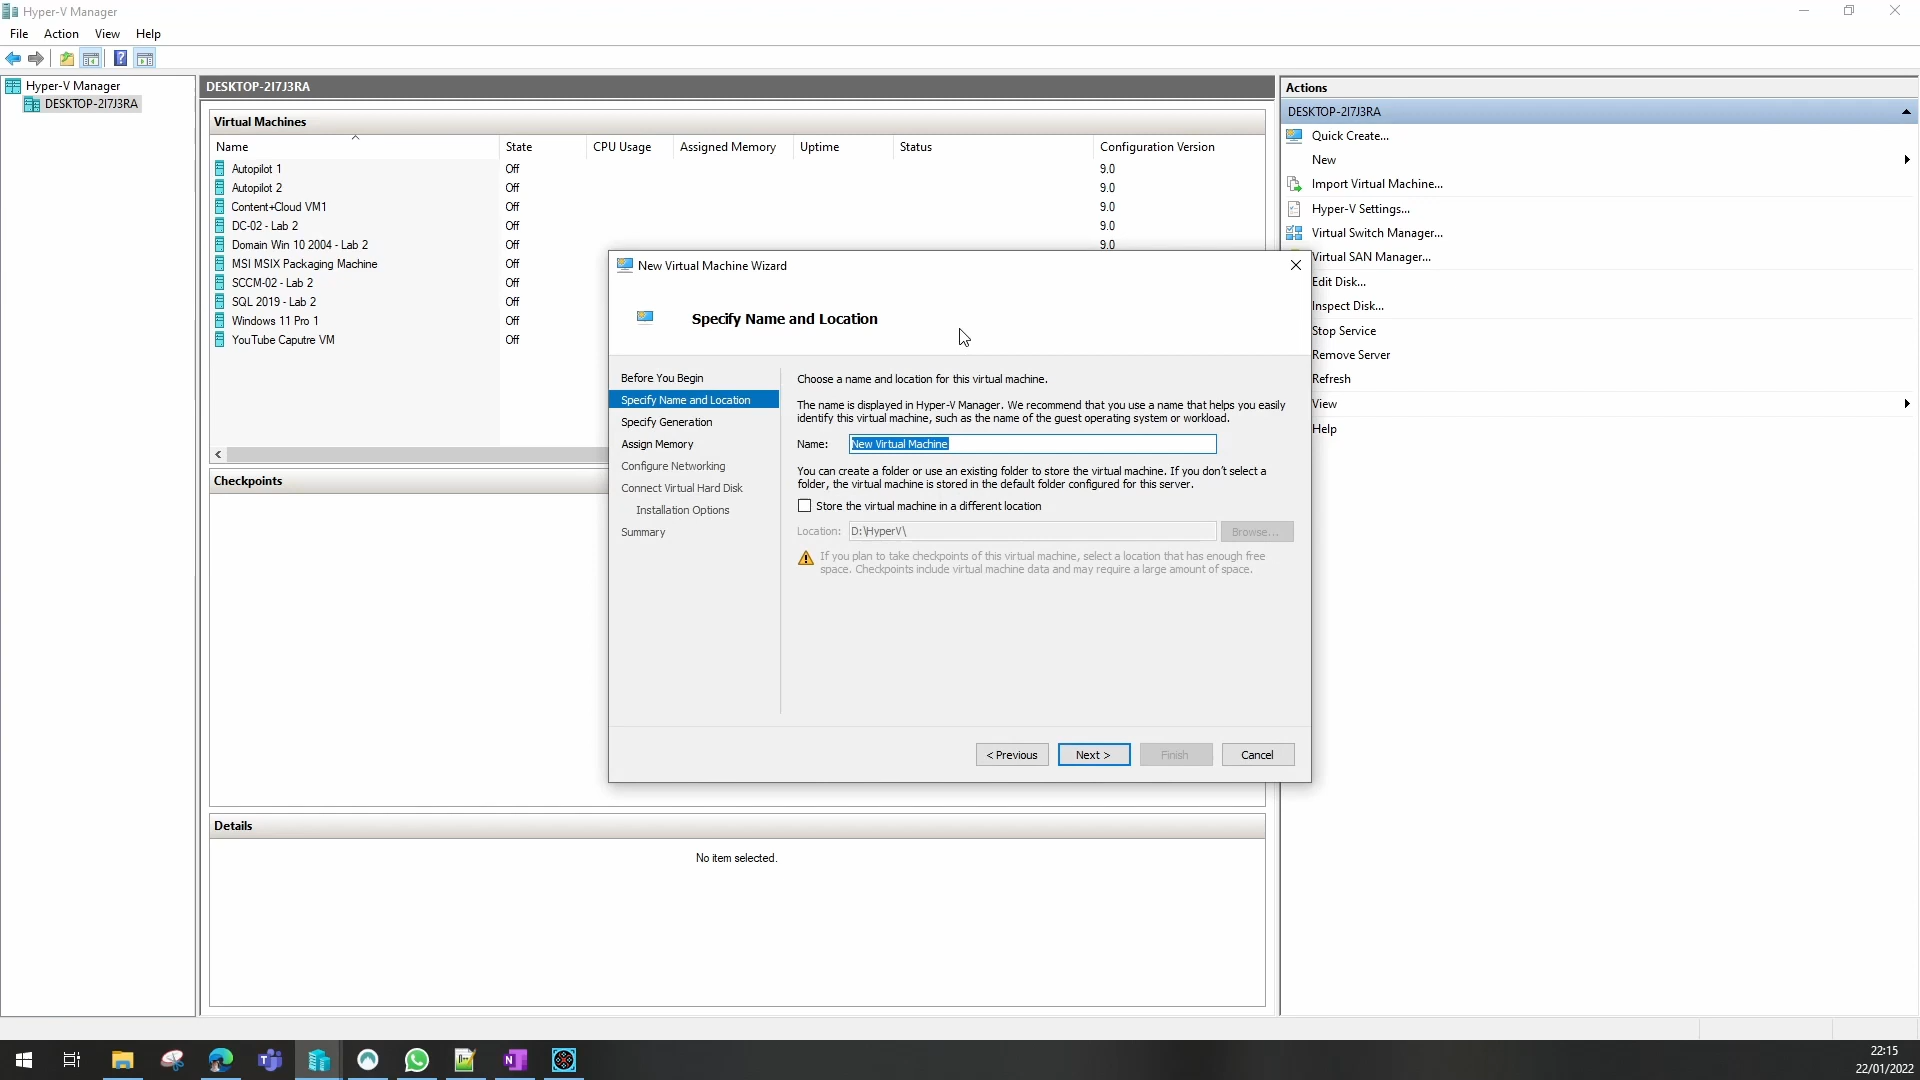 Hyper-V Manager
File Action View Help
Hyper-V Manager
DESKTOP-2I7J3RA
DESKTOP-2I7J3RA
Virtual Machines
Name State CPU Usage Assigned Memory Uptime Status Configuration Version
Autopilot 1 Off 9.0
Autopilot 2 Off 9.0
Content+Cloud VM1 Off 9.0
DC-02 - Lab 2 Off 9.0
Domain Win 10 2004 - Lab 2 Off 9.0
MSI MSIX Packaging Machine Off
SCCM-02 - Lab 2 Off
SQL 2019 - Lab 2 Off
Windows 11 Pro 1 Off
YouTube Caputre VM Off
Checkpoints
Details
No item selected.
New Virtual Machine Wizard
Specify Name and Location
Before You Begin
Specify Name and Location
Specify Generation
Assign Memory
Configure Networking
Connect Virtual Hard Disk
Installation Options
Summary
Choose a name and location for this virtual machine.
The name is displayed in Hyper-V Manager. We recommend that you use a name that helps you easily
identify this virtual machine, such as the name of the guest operating system or workload.
Name: New Virtual Machine
You can create a folder or use an existing folder to store the virtual machine. If you don't select a
folder, the virtual machine is stored in the default folder configured for this server.
Store the virtual machine in a different location
Location: D:\HyperV\ Browse...
If you plan to take checkpoints of this virtual machine, select a location that has enough free
space. Checkpoints include virtual machine data and may require a large amount of space.
< Previous Next > Finish Cancel
Actions
DESKTOP-2I7J3RA
Quick Create...
New
Import Virtual Machine...
Hyper-V Settings...
Virtual Switch Manager...
Virtual SAN Manager...
Edit Disk...
Inspect Disk...
Stop Service
Remove Server
Refresh
View
Help
22:15
22/01/2022